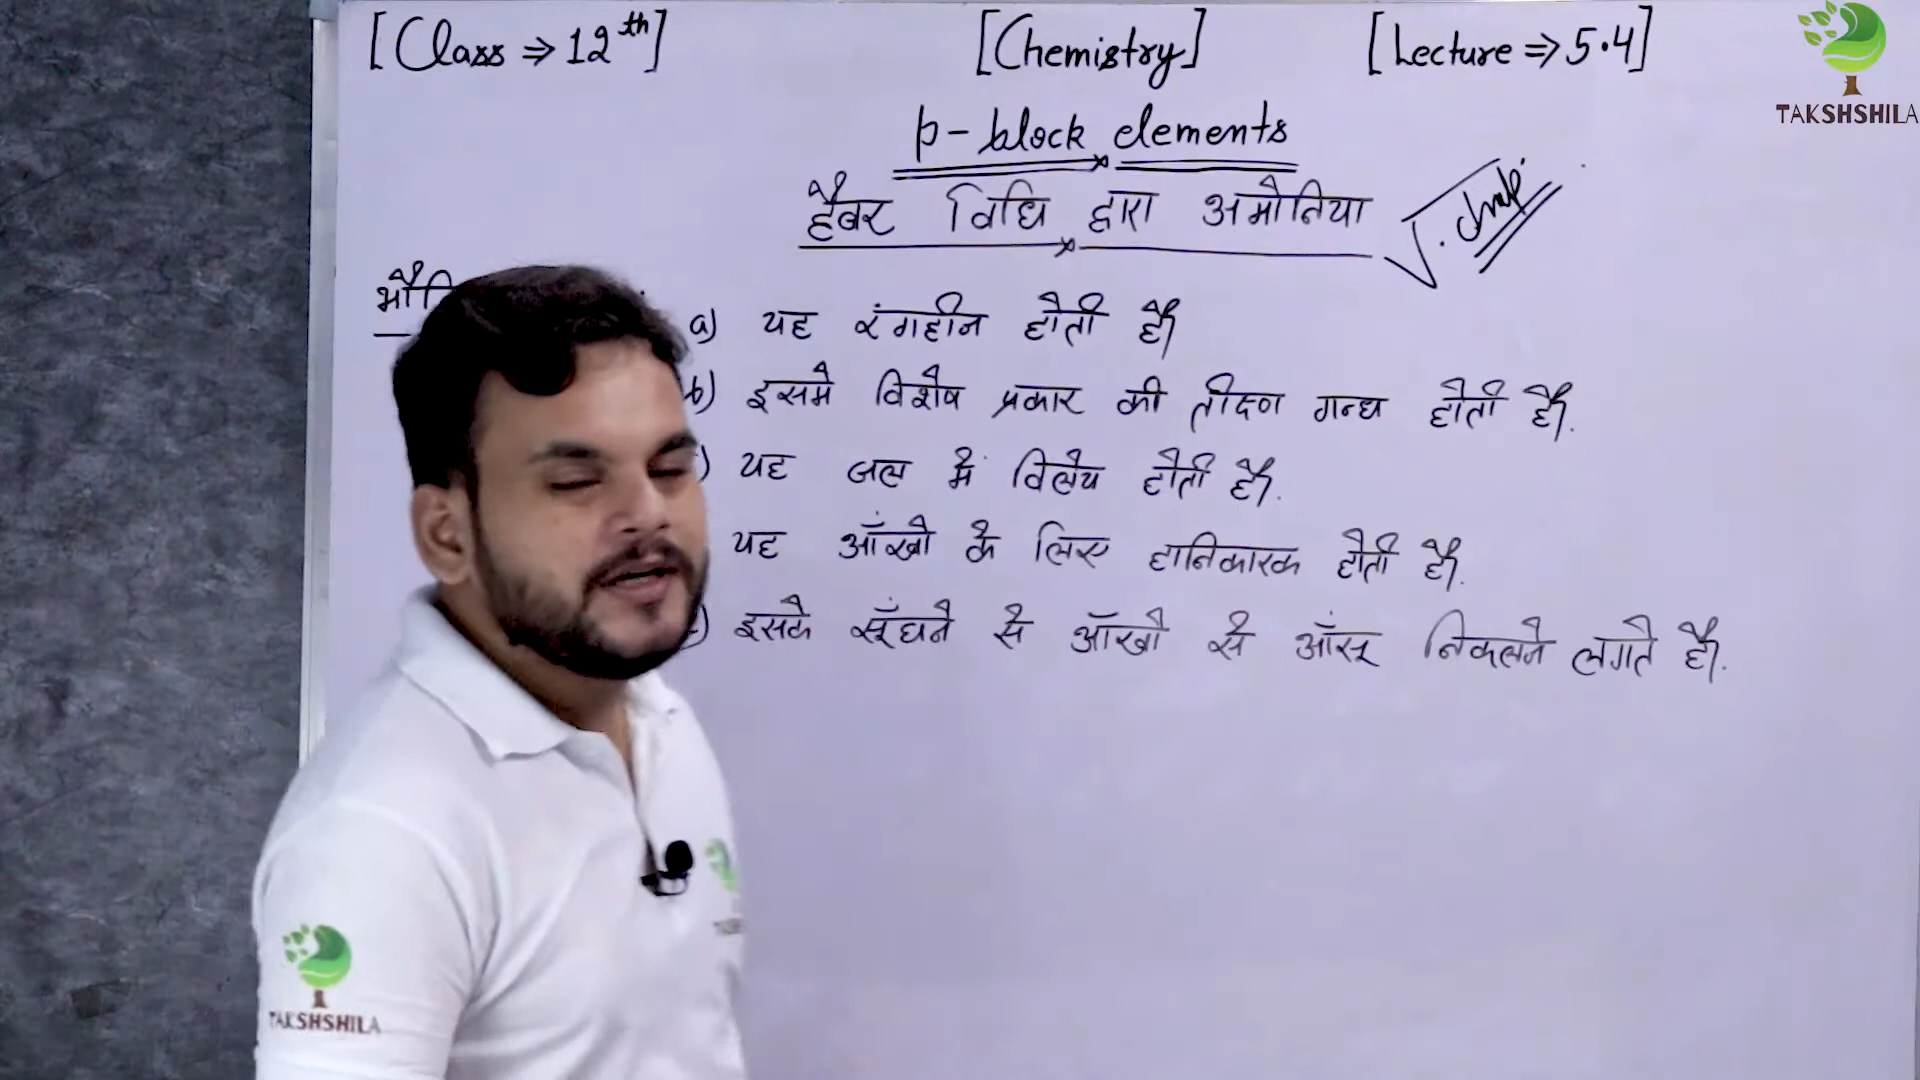 [Class ⇒ 12th] [Chemistry] [Lecture ⇒ 5.4]
TAKSHSHILA
p-block elements
हैबर विधि द्वारा अमोनिया
a) यह रंगहीन होती है।
b) इसमे विशेष प्रकार की तीक्ष्ण गन्ध होती है।
) यह जल में विलेय होती है।
यह आँखो के लिए हानिकारक होती है।
) इसके सूँघने से आँखो से आँसू निकलने लगते है।
TAKSHSHILA